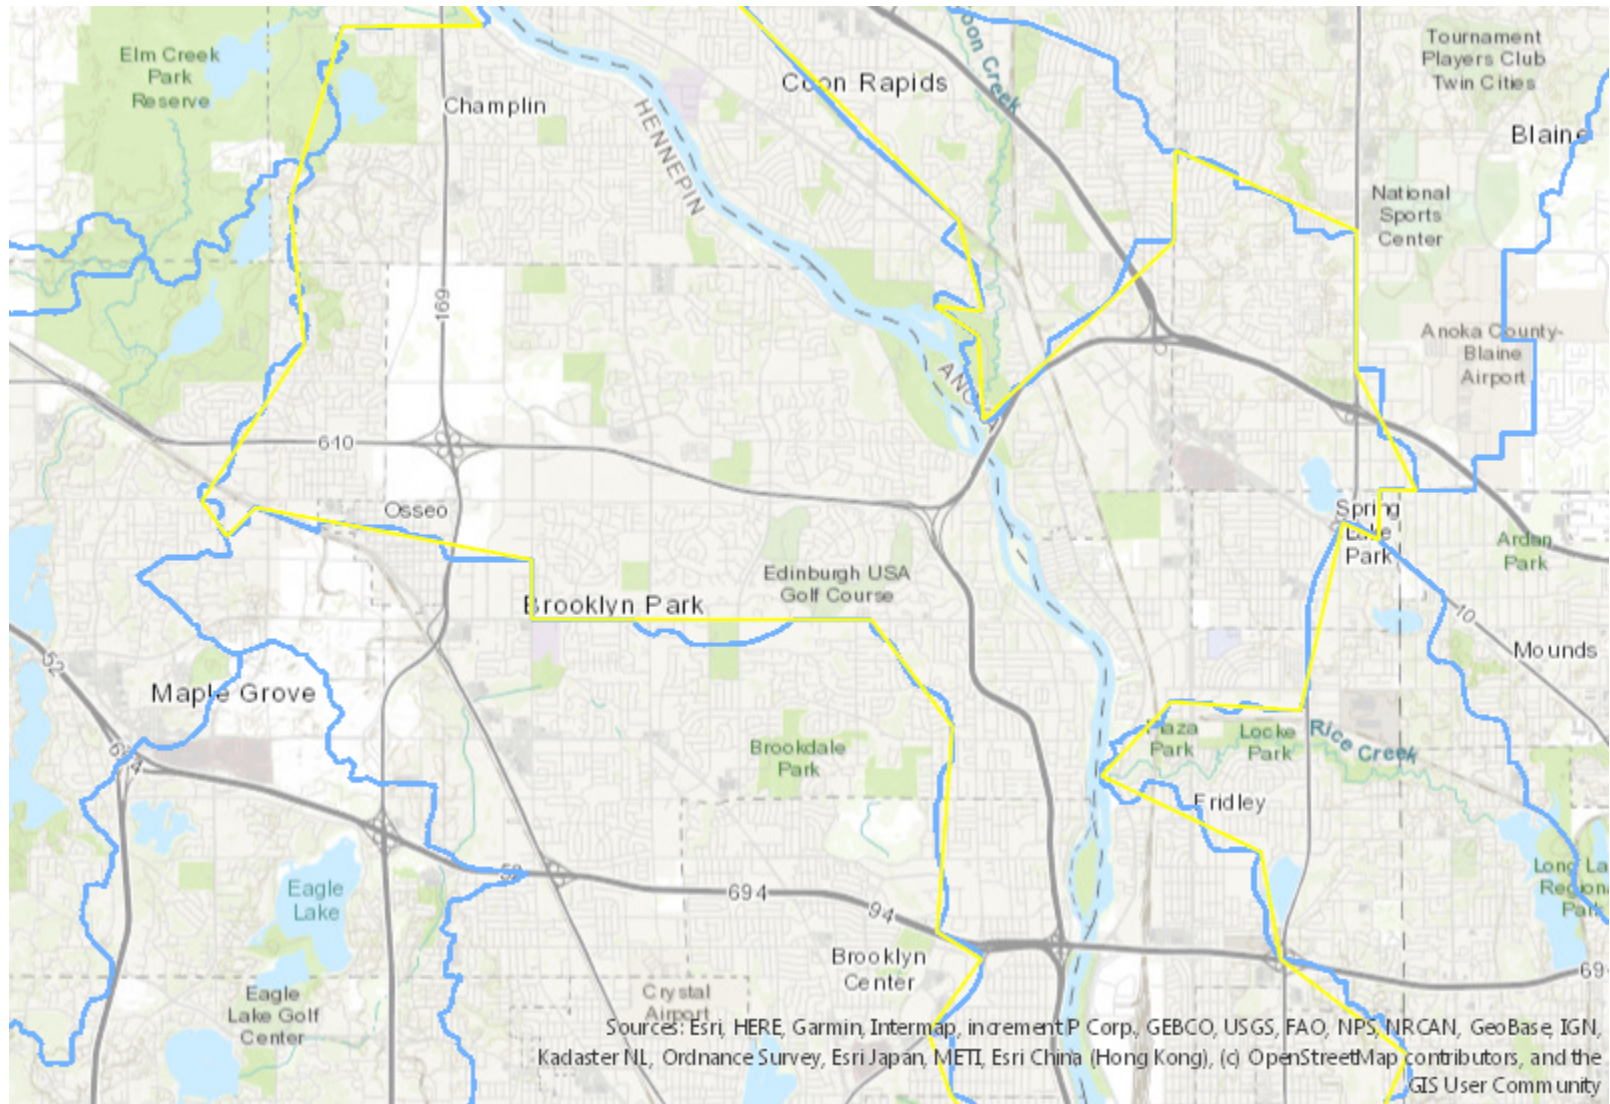 Elm Creek
Park
Reserve
Champlin
HENNEPIN
Coon Rapids
Coon Creek
Tournament
Players Club
Twin Cities
Blaine
National
Sports
Center
169
ANOKA
Anoka County-
Blaine
Airport
610
Osseo
Spring
Lake
Park
Arden
Park
Edinburgh USA
Golf Course
Brooklyn Park
10
Mounds
52
Maple Grove
Plaza
Park
Locke
Park
Rice Creek
Brookdale
Park
Fridley
52
694
94
Eagle
Lake
Long La
Regiona
Park
Brooklyn
Center
69
Eagle
Lake Golf
Center
Crystal
Airport
Sources: Esri, HERE, Garmin, Intermap, increment P Corp., GEBCO, USGS, FAO, NPS, NRCAN, GeoBase, IGN,
Kadaster NL, Ordnance Survey, Esri Japan, METI, Esri China (Hong Kong), (c) OpenStreetMap contributors, and the
GIS User Community